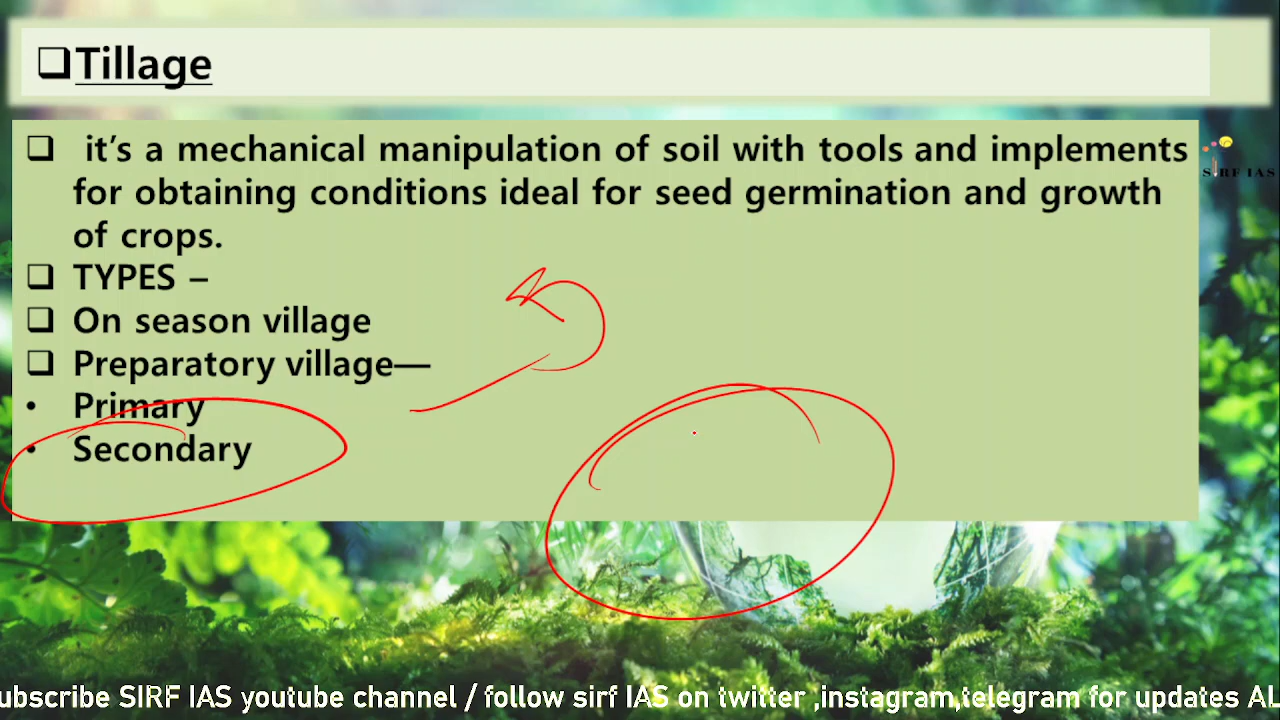 Tillage
it’s a mechanical manipulation of soil with tools and implements
for obtaining conditions ideal for seed germination and growth
of crops.
TYPES –
On season village
Preparatory village—
• Primary
• Secondary
SIRF IAS
ubscribe SIRF IAS youtube channel / follow sirf IAS on twitter ,instagram,telegram for updates AL